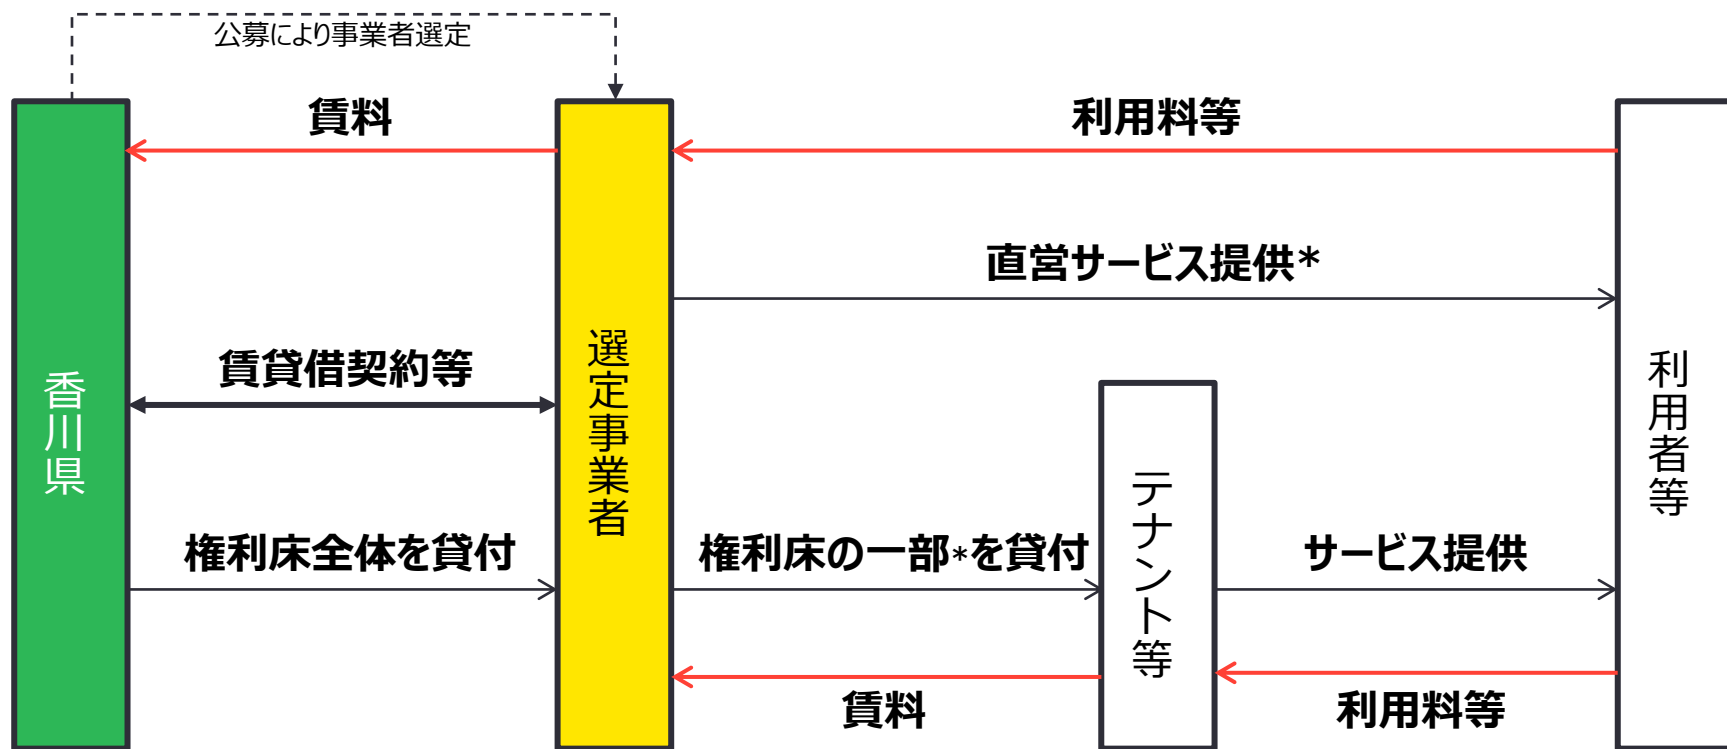 公募により事業者選定
賃料
利用料等
直営サービス提供*
賃貸借契約等
香川県
選定事業者
利用者等
テナント等
権利床全体を貸付
権利床の一部*を貸付
サービス提供
賃料
利用料等